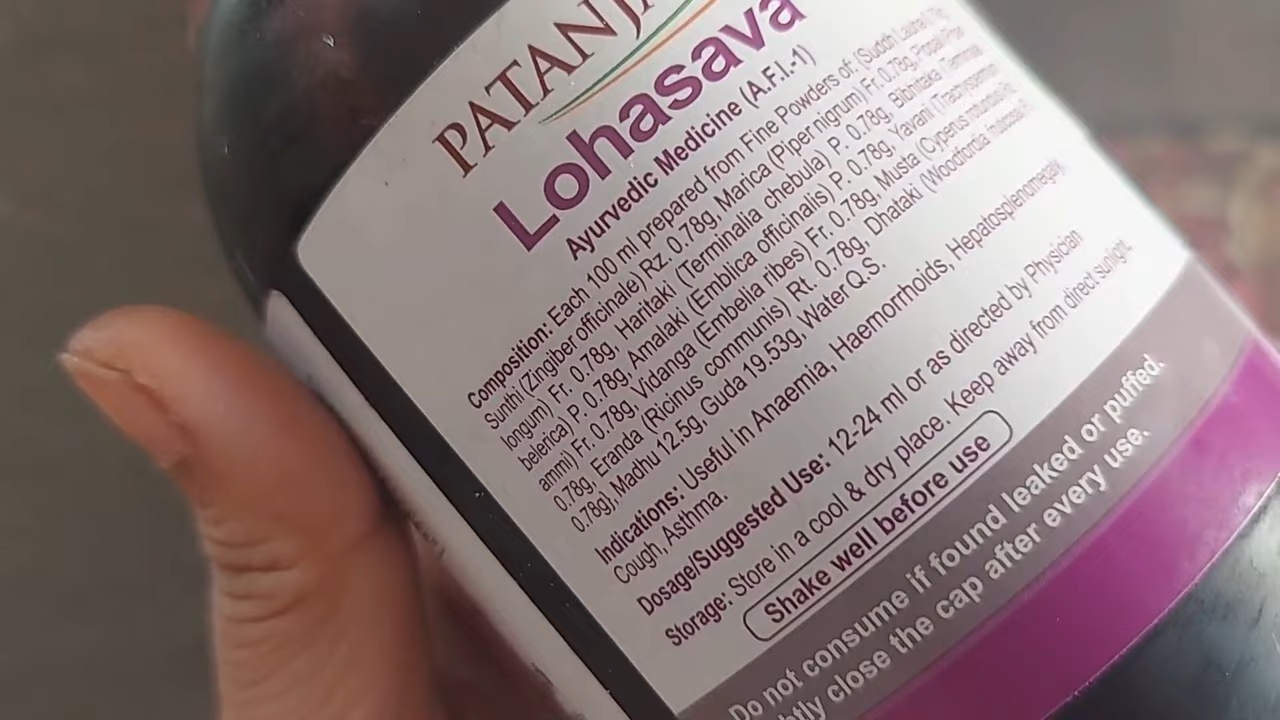 PATANJA
Lohasava
Ayurvedic Medicine (A.F.I.-1)
Composition: Each 100 ml prepared from Fine Powders of: (Suddh Lauha
Sunthi (Zingiber officinale) Rz. 0.78g, Marica (Piper nigrum) Fr. 0.78g,
longum) Fr. 0.78g, Haritaki (Terminalia chebula) P. 0.78g, Bibhitaka Terminalia
belerica) P. 0.78g, Amalaki (Emblica officinalis) P. 0.78g, Yavani (Trachyspermum
ammi) Fr. 0.78g, Vidanga (Embelia ribes) Fr. 0.78g, Musta (Cyperus
0.78g, Eranda (Ricinus communis) Rt. 0.78g, Dhataki (Woodfordia
0.78g), Madhu 12.5g, Guda 19.53g, Water Q.S.
Indications: Useful in Anaemia, Haemorrhoids, Hepatosplenomegaly,
Cough, Asthma.
Dosage/Suggested Use: 12-24 ml or as directed by Physician
Storage: Store in a cool & dry place. Keep away from direct sunlight.
Shake well before use
Do not consume if found leaked or puffed.
htly close the cap after every use.